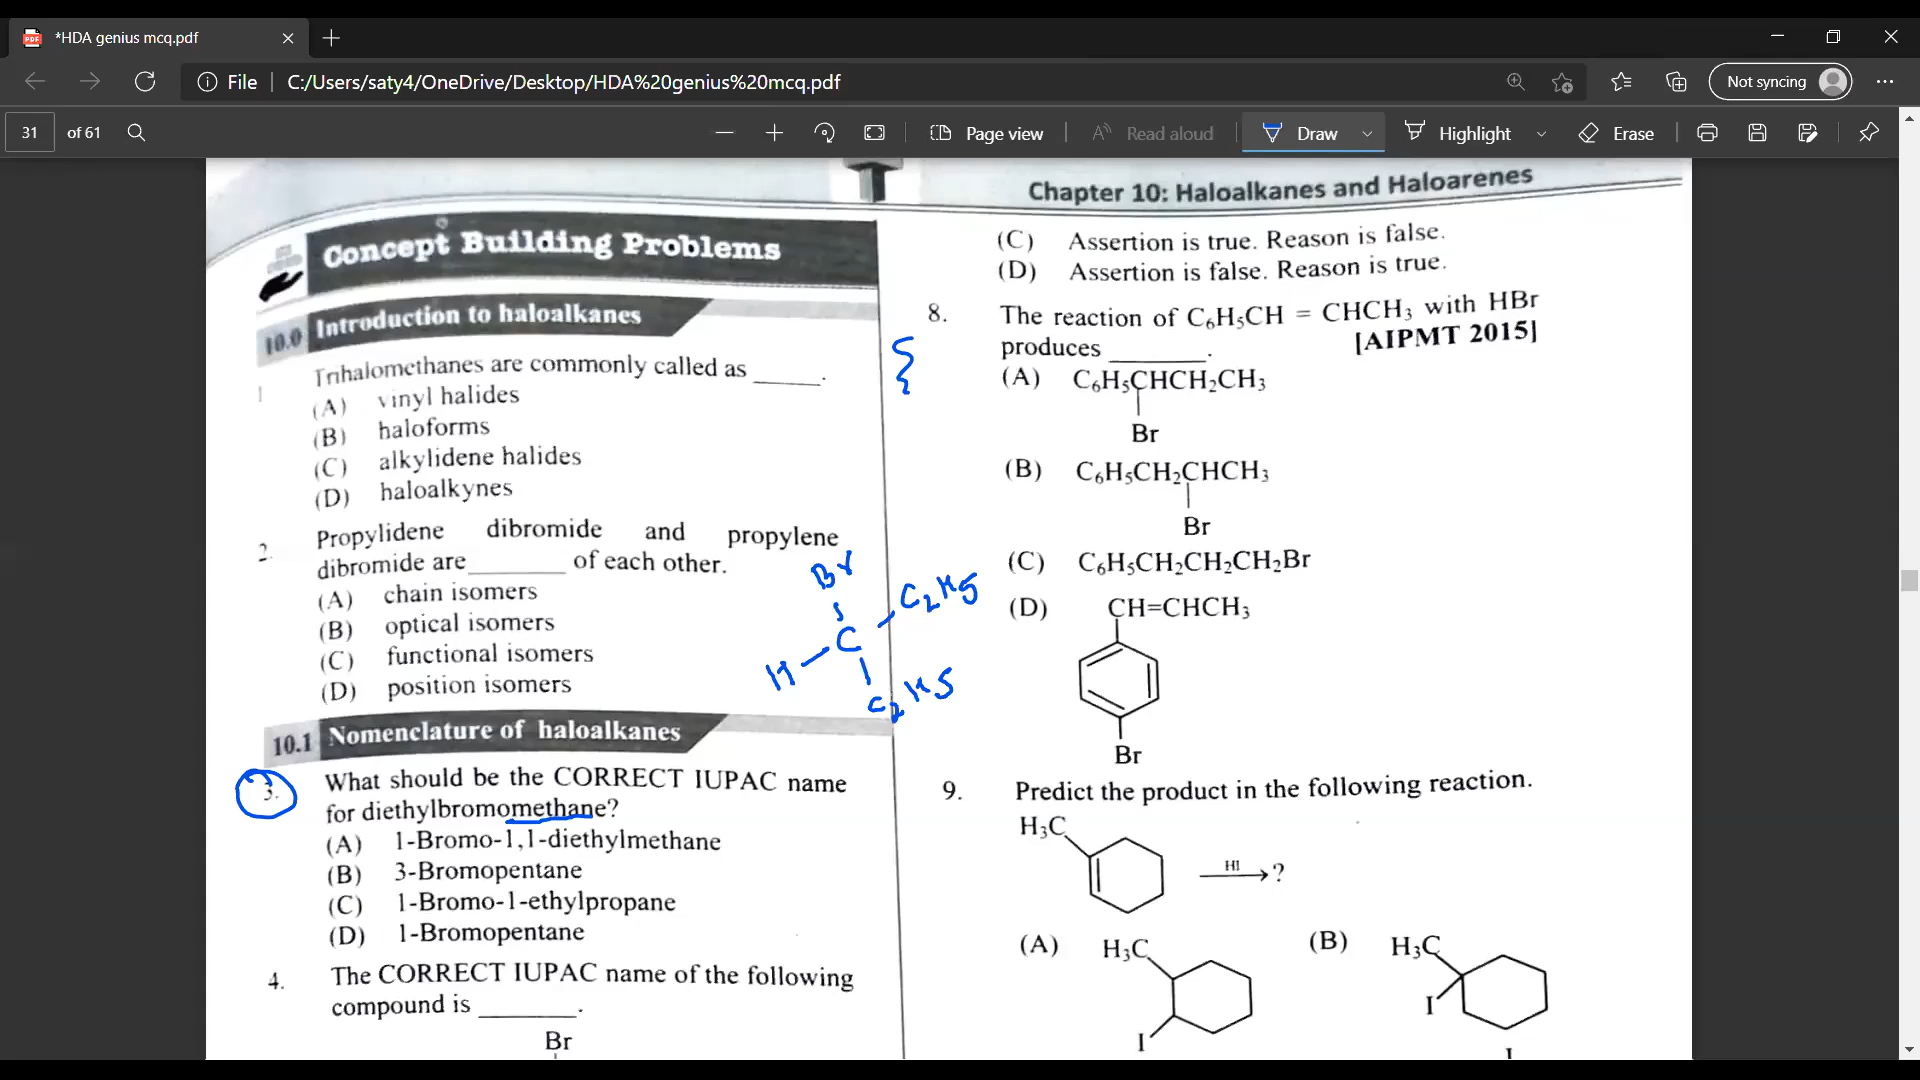 *HDA genius mcq.pdf
File
C:/Users/saty4/OneDrive/Desktop/HDA%20genius%20mcq.pdf
Not syncing
31 of 61
Page view
Read aloud
Draw
Highlight
Erase
Chapter 10: Haloalkanes and Haloarenes
Concept Building Problems
10.0 Introduction to haloalkanes
1 Trihalomethanes are commonly called as ______.
(A) vinyl halides
(B) haloforms
(C) alkylidene halides
(D) haloalkynes
2. Propylidene dibromide and propylene
dibromide are________ of each other.
(A) chain isomers
(B) optical isomers
(C) functional isomers
(D) position isomers
Br
C₂H5
C
H
C₂H5
10.1 Nomenclature of haloalkanes
3. What should be the CORRECT IUPAC name
for diethylbromomethane?
(A) 1-Bromo-1,1-diethylmethane
(B) 3-Bromopentane
(C) 1-Bromo-1-ethylpropane
(D) 1-Bromopentane
4. The CORRECT IUPAC name of the following
compound is ________.
Br
(C) Assertion is true. Reason is false.
(D) Assertion is false. Reason is true.
8. The reaction of C₆H₅CH = CHCH₃ with HBr
produces ________. [AIPMT 2015]
(A) C₆H₅CHCH₂CH₃
Br
(B) C₆H₅CH₂CHCH₃
Br
(C) C₆H₅CH₂CH₂CH₂Br
(D) CH=CHCH₃
Br
9. Predict the product in the following reaction.
H₃C
HI
?
(A) H₃C
I
(B) H₃C
I
I